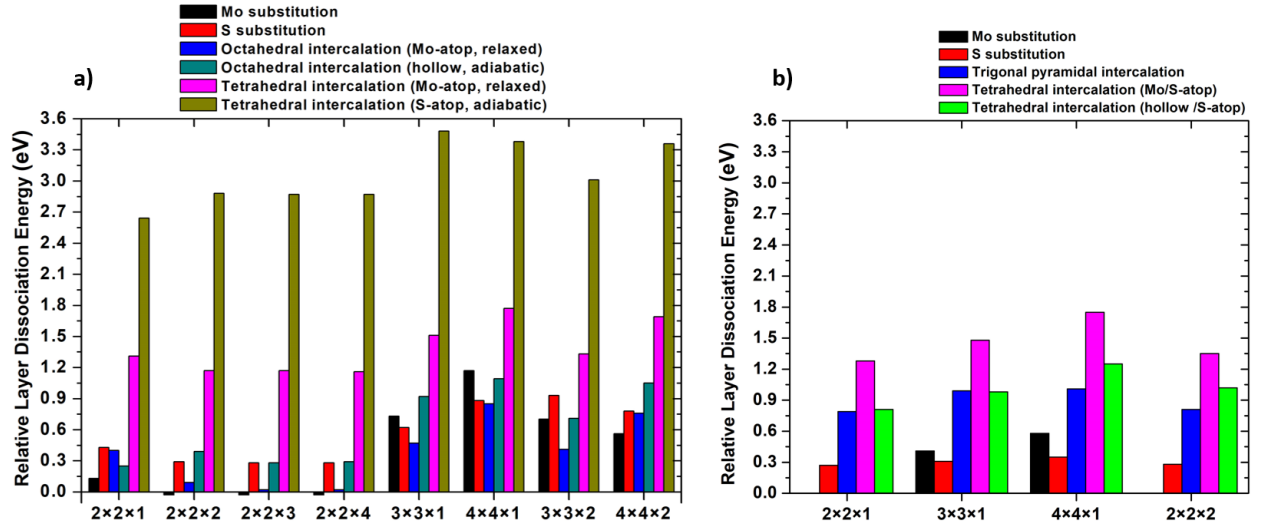 a)
Mo substitution
S substitution
Octahedral intercalation (Mo-atop, relaxed)
Octahedral intercalation (hollow, adiabatic)
Tetrahedral intercalation (Mo-atop, relaxed)
Tetrahedral intercalation (S-atop, adiabatic)
Relative Layer Dissociation Energy (eV)
3.6
3.3
3.0
2.7
2.4
2.1
1.8
1.5
1.2
0.9
0.6
0.3
0.0
2×2×1 2×2×2 2×2×3 2×2×4 3×3×1 4×4×1 3×3×2 4×4×2
b)
Mo substitution
S substitution
Trigonal pyramidal intercalation
Tetrahedral intercalation (Mo/S-atop)
Tetrahedral intercalation (hollow /S-atop)
Relative Layer Dissociation Energy (eV)
3.6
3.3
3.0
2.7
2.4
2.1
1.8
1.5
1.2
0.9
0.6
0.3
0.0
2×2×1 3×3×1 4×4×1 2×2×2